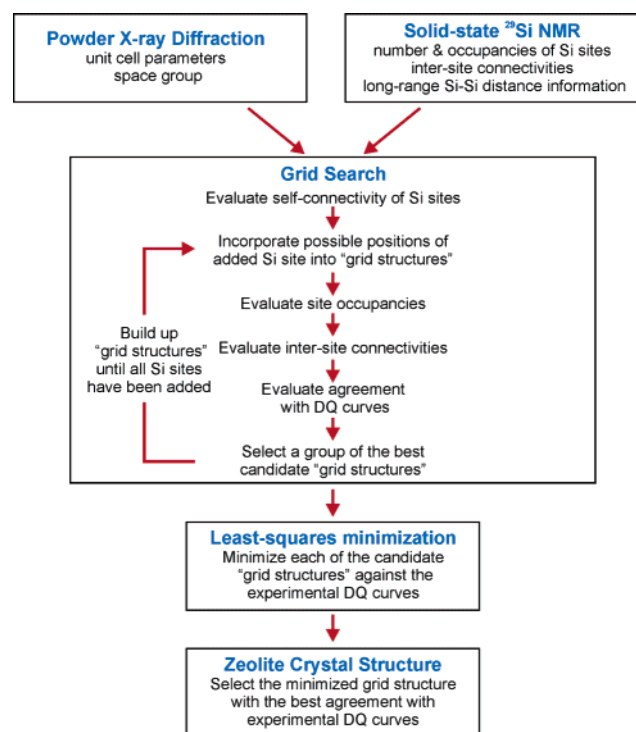 Powder X-ray Diffraction
unit cell parameters
space group
Solid-state ²⁹Si NMR
number & occupancies of Si sites
inter-site connectivities
long-range Si-Si distance information
Grid Search
Evaluate self-connectivity of Si sites
Incorporate possible positions of
added Si site into “grid structures”
Evaluate site occupancies
Evaluate inter-site connectivities
Evaluate agreement
with DQ curves
Select a group of the best
candidate “grid structures”
Build up
“grid structures”
until all Si sites
have been added
Least-squares minimization
Minimize each of the candidate
“grid structures” against the
experimental DQ curves
Zeolite Crystal Structure
Select the minimized grid structure
with the best agreement with
experimental DQ curves